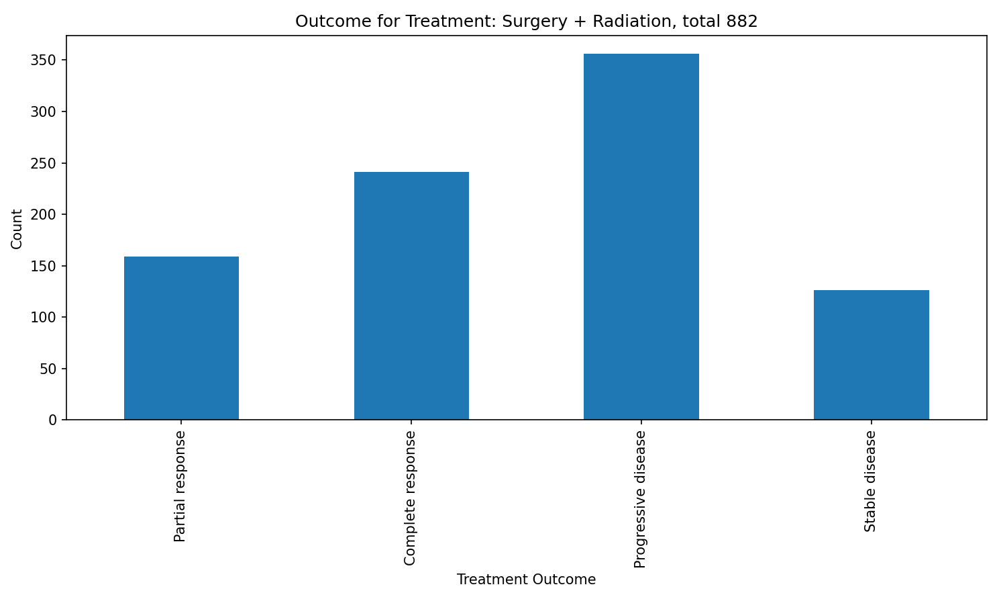 Outcome for Treatment: Surgery + Radiation, total 882
350
300
250
200
150
100
50
0
Count
Partial response
Complete response
Progressive disease
Stable disease
Treatment Outcome